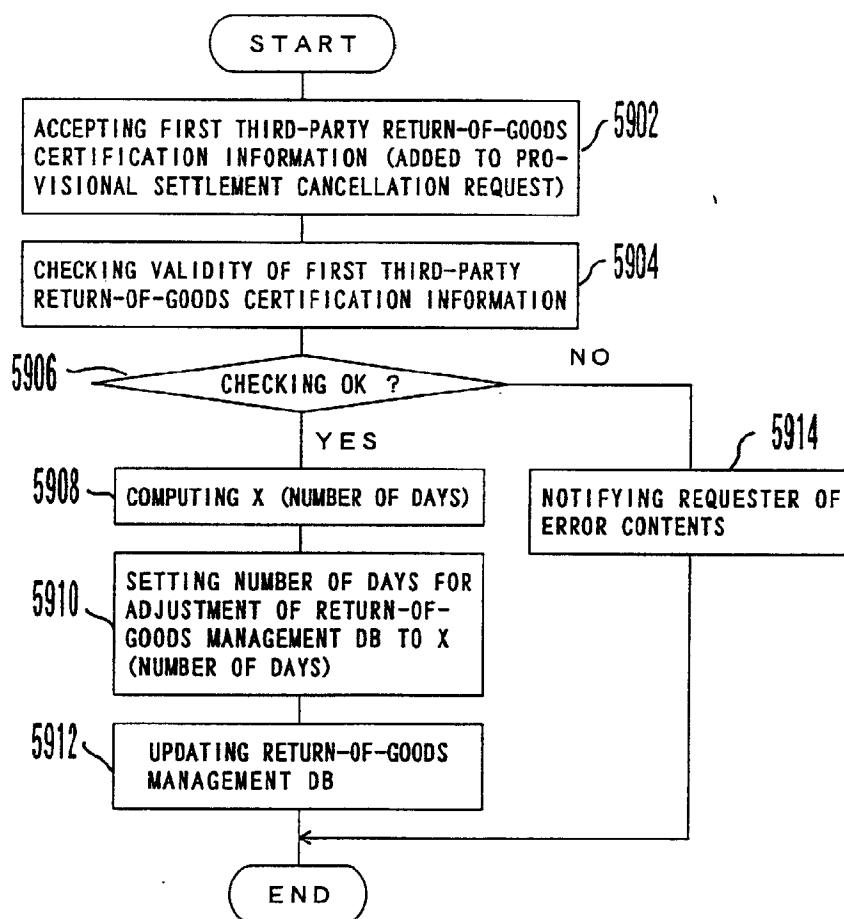 START
ACCEPTING FIRST THIRD-PARTY RETURN-OF-GOODS
CERTIFICATION INFORMATION (ADDED TO PRO-
VISIONAL SETTLEMENT CANCELLATION REQUEST)
5902
CHECKING VALIDITY OF FIRST THIRD-PARTY
RETURN-OF-GOODS CERTIFICATION INFORMATION
5904
5906
CHECKING OK ?
NO
YES
5908
COMPUTING X (NUMBER OF DAYS)
5914
NOTIFYING REQUESTER OF
ERROR CONTENTS
5910
SETTING NUMBER OF DAYS FOR
ADJUSTMENT OF RETURN-OF-
GOODS MANAGEMENT DB TO X
(NUMBER OF DAYS)
5912
UPDATING RETURN-OF-GOODS
MANAGEMENT DB
END